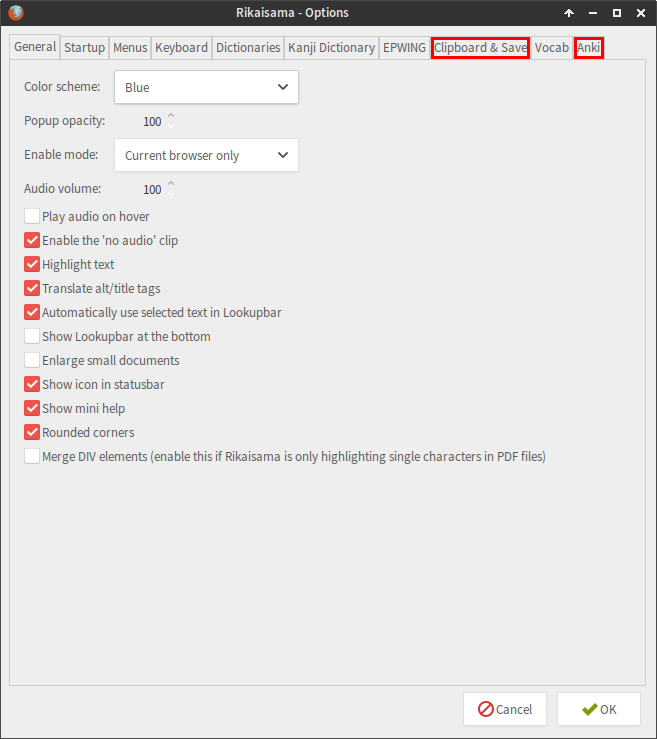 Rikaisama - Options
General Startup Menus Keyboard Dictionaries Kanji Dictionary EPWING Clipboard & Save Vocab Anki
Color scheme: Blue
Popup opacity: 100
Enable mode: Current browser only
Audio volume: 100
Play audio on hover
Enable the 'no audio' clip
Highlight text
Translate alt/title tags
Automatically use selected text in Lookupbar
Show Lookupbar at the bottom
Enlarge small documents
Show icon in statusbar
Show mini help
Rounded corners
Merge DIV elements (enable this if Rikaisama is only highlighting single characters in PDF files)
Cancel OK